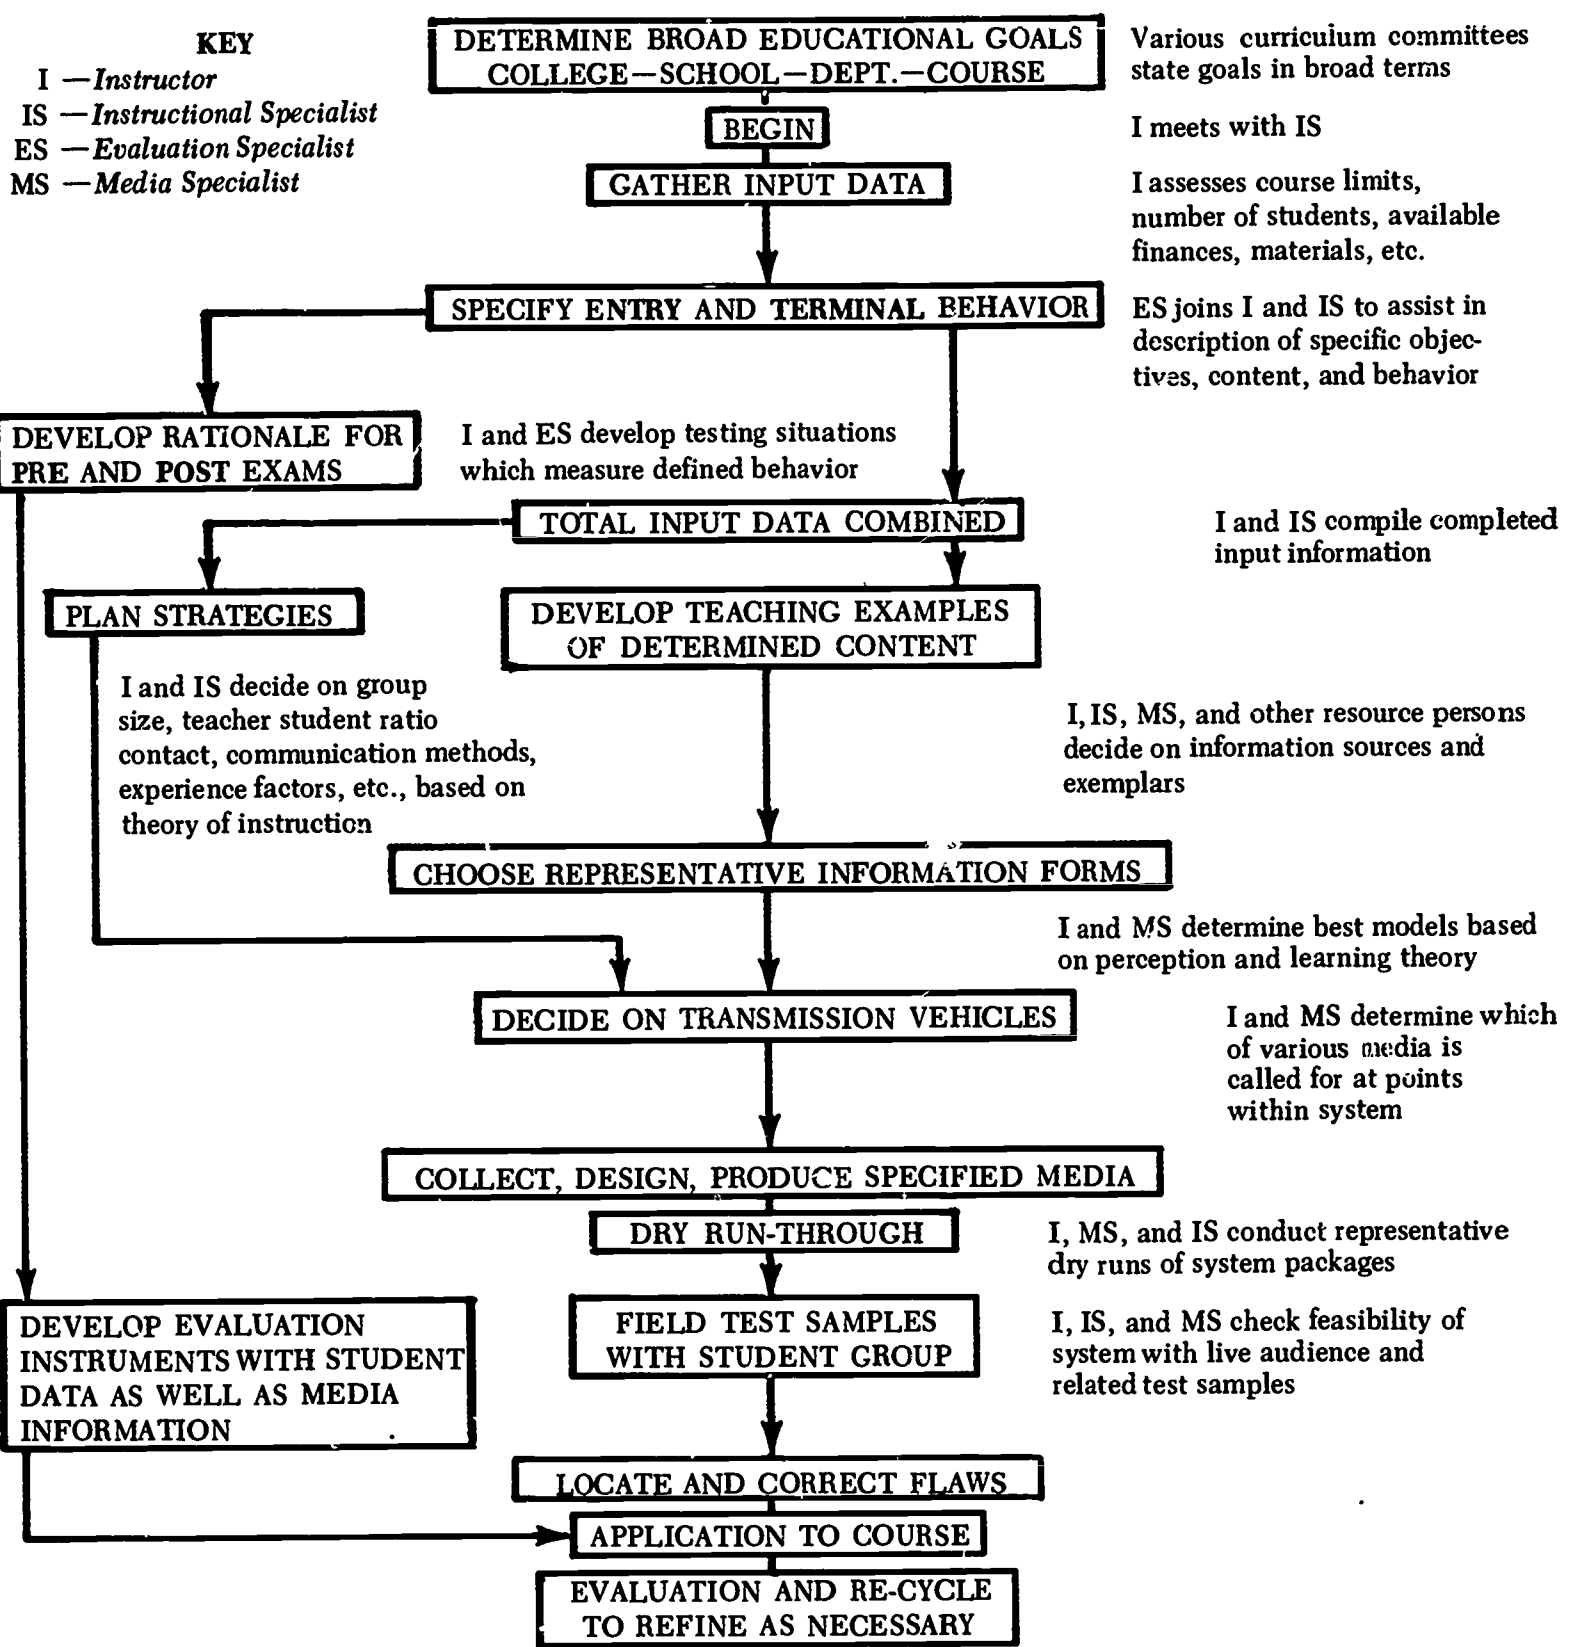 KEY
I —Instructor
IS —Instructional Specialist
ES —Evaluation Specialist
MS —Media Specialist
DETERMINE BROAD EDUCATIONAL GOALS
COLLEGE—SCHOOL—DEPT.—COURSE
Various curriculum committees
state goals in broad terms
BEGIN
I meets with IS
GATHER INPUT DATA
I assesses course limits,
number of students, available
finances, materials, etc.
SPECIFY ENTRY AND TERMINAL BEHAVIOR
ES joins I and IS to assist in
description of specific objec-
tives, content, and behavior
DEVELOP RATIONALE FOR
PRE AND POST EXAMS
I and ES develop testing situations
which measure defined behavior
TOTAL INPUT DATA COMBINED
I and IS compile completed
input information
PLAN STRATEGIES
DEVELOP TEACHING EXAMPLES
OF DETERMINED CONTENT
I and IS decide on group
size, teacher student ratio
contact, communication methods,
experience factors, etc., based on
theory of instruction
I, IS, MS, and other resource persons
decide on information sources and
exemplars
CHOOSE REPRESENTATIVE INFORMATION FORMS
I and MS determine best models based
on perception and learning theory
DECIDE ON TRANSMISSION VEHICLES
I and MS determine which
of various media is
called for at points
within system
COLLECT, DESIGN, PRODUCE SPECIFIED MEDIA
DRY RUN-THROUGH
I, MS, and IS conduct representative
dry runs of system packages
DEVELOP EVALUATION
INSTRUMENTS WITH STUDENT
DATA AS WELL AS MEDIA
INFORMATION
FIELD TEST SAMPLES
WITH STUDENT GROUP
I, IS, and MS check feasibility of
system with live audience and
related test samples
LOCATE AND CORRECT FLAWS
APPLICATION TO COURSE
EVALUATION AND RE-CYCLE
TO REFINE AS NECESSARY